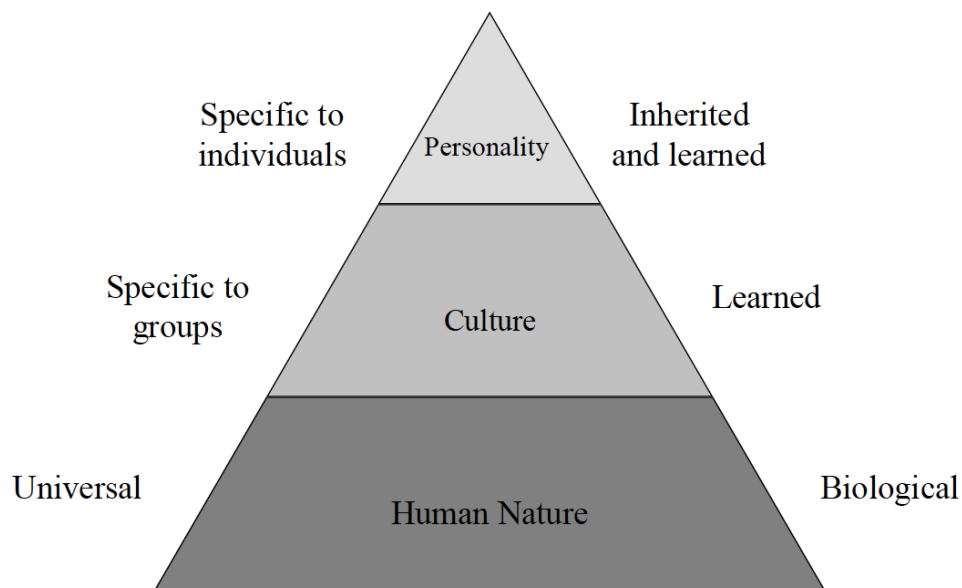 Specific to
individuals
Personality
Inherited
and learned
Specific to
groups
Culture
Learned
Universal
Human Nature
Biological